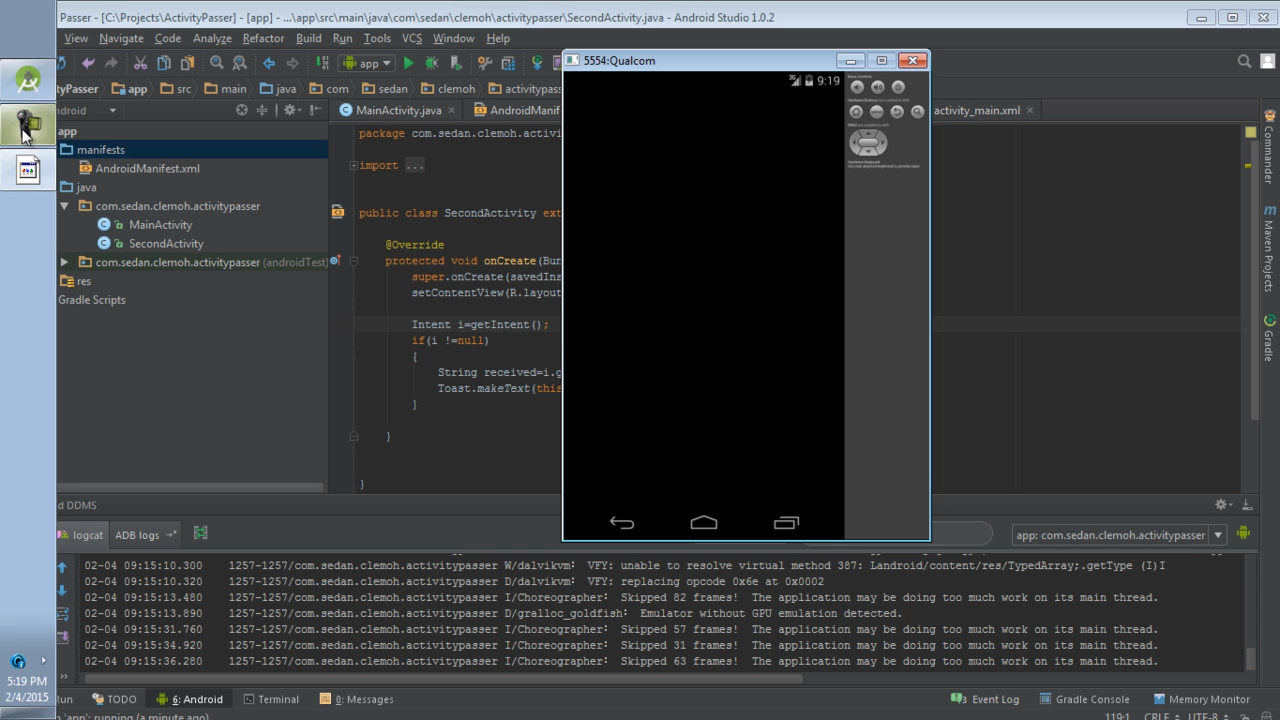 Passer - [C:\Projects\ActivityPasser] - [app] - ...\app\src\main\java\com\sedan\clemoh\activitypasser\SecondActivity.java - Android Studio 1.0.2
View Navigate Code Analyze Refactor Build Run Tools VCS Window Help
app
tyPasser app src main java com sedan clemoh activitypass
ndroid
MainActivity.java
AndroidManif
activity_main.xml
app
manifests
AndroidManifest.xml
java
com.sedan.clemoh.activitypasser
MainActivity
SecondActivity
com.sedan.clemoh.activitypasser (androidTest)
res
Gradle Scripts
package com.sedan.clemoh.activi
import ...
public class SecondActivity ext
@Override
protected void onCreate(Bun
super.onCreate(savedIns
setContentView(R.layou
Intent i=getIntent();
if(i !=null)
{
String received=i.g
Toast.makeText(this
}
}
}
5554:Qualcom
3G 9:19
Commander
Maven Projects
Gradle
d DDMS
logcat ADB logs
app: com.sedan.clemoh.activitypasser
02-04 09:15:10.300 1257-1257/com.sedan.clemoh.activitypasser W/dalvikvm: VFY: unable to resolve virtual method 387: Landroid/content/res/TypedArray;.getType (I)I
02-04 09:15:10.320 1257-1257/com.sedan.clemoh.activitypasser D/dalvikvm: VFY: replacing opcode 0x6e at 0x0002
02-04 09:15:13.480 1257-1257/com.sedan.clemoh.activitypasser I/Choreographer: Skipped 82 frames! The application may be doing too much work on its main thread.
02-04 09:15:13.890 1257-1257/com.sedan.clemoh.activitypasser D/gralloc_goldfish: Emulator without GPU emulation detected.
02-04 09:15:31.760 1257-1257/com.sedan.clemoh.activitypasser I/Choreographer: Skipped 57 frames! The application may be doing too much work on its main thread.
02-04 09:15:34.920 1257-1257/com.sedan.clemoh.activitypasser I/Choreographer: Skipped 31 frames! The application may be doing too much work on its main thread.
02-04 09:15:36.280 1257-1257/com.sedan.clemoh.activitypasser I/Choreographer: Skipped 63 frames! The application may be doing too much work on its main thread.
un TODO 6: Android Terminal 0: Messages Event Log Gradle Console Memory Monitor
'app': running (a minute ago) 119:1 CRLF UTF-8
5:19 PM
2/4/2015